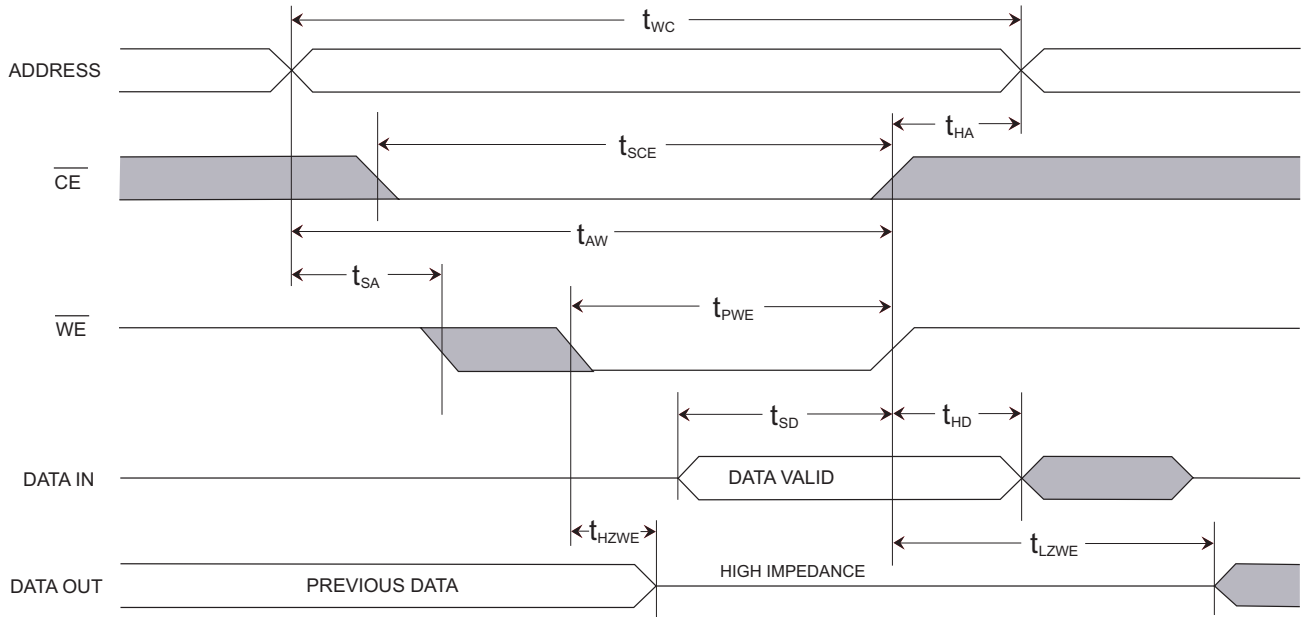 tWC
ADDRESS
tHA
tSCE
CE
tAW
tSA
tPWE
WE
tSD
tHD
DATA IN
DATA VALID
tHZWE
tLZWE
DATA OUT
PREVIOUS DATA
HIGH IMPEDANCE